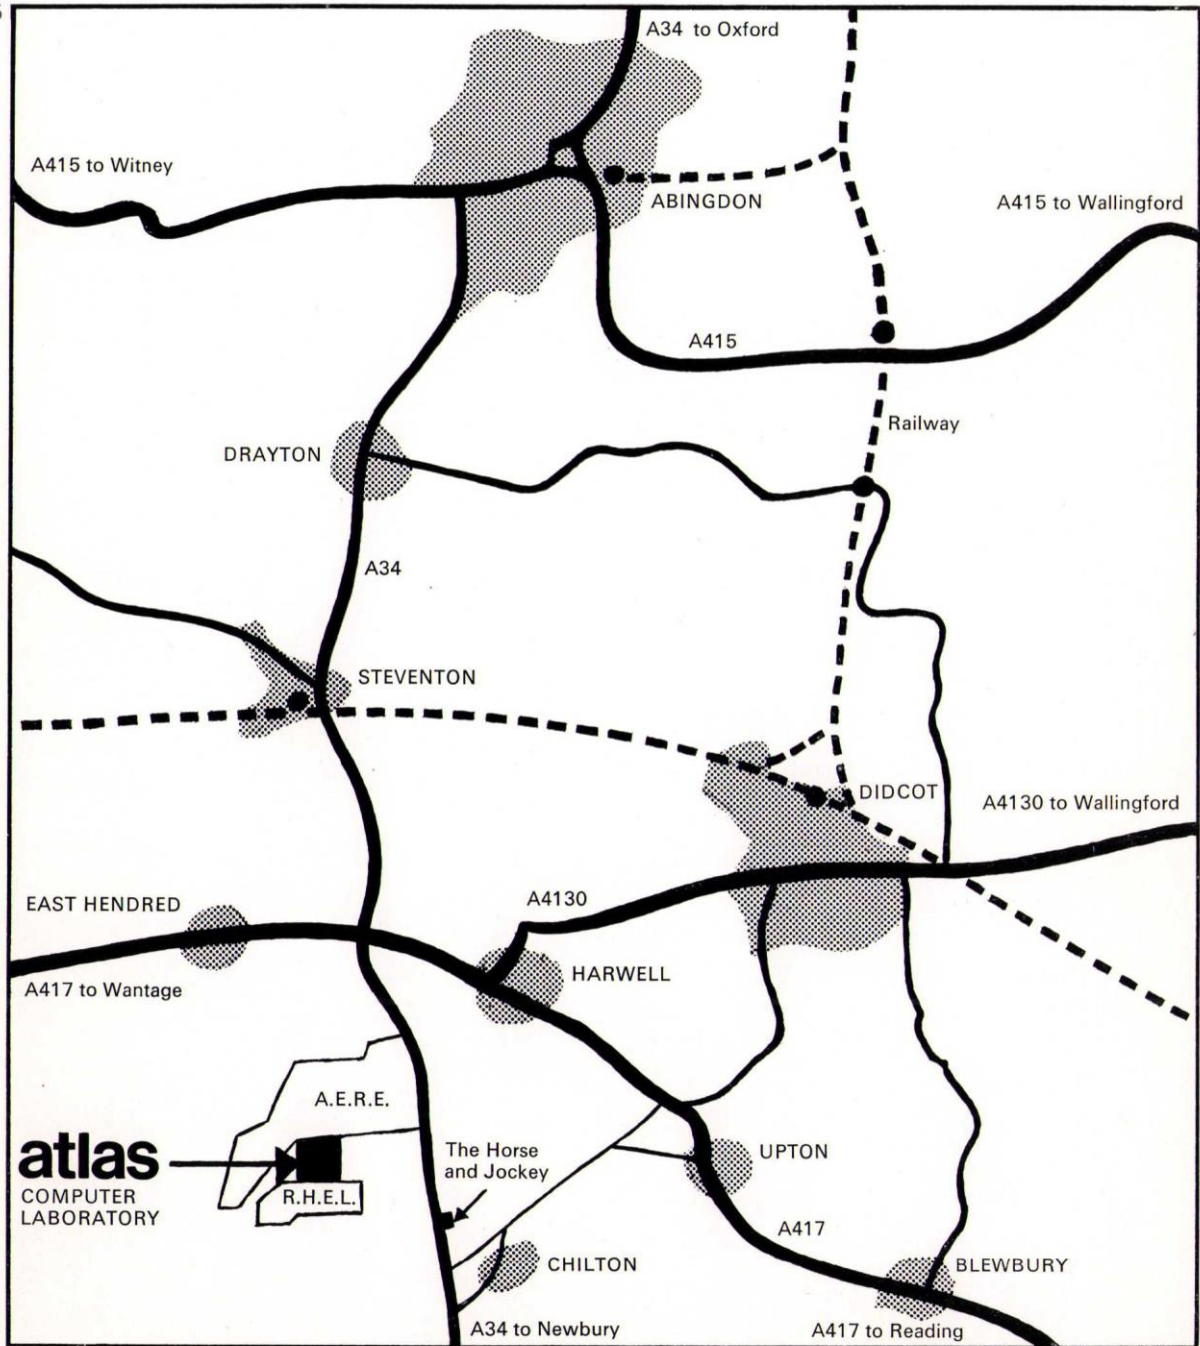 A34 to Oxford
A415 to Witney
ABINGDON
A415 to Wallingford
A415
Railway
DRAYTON
A34
STEVENTON
DIDCOT
A4130 to Wallingford
A4130
EAST HENDRED
HARWELL
A417 to Wantage
A.E.R.E.
atlas
COMPUTER
LABORATORY
R.H.E.L.
The Horse
and Jockey
UPTON
A417
CHILTON
BLEWBURY
A34 to Newbury
A417 to Reading